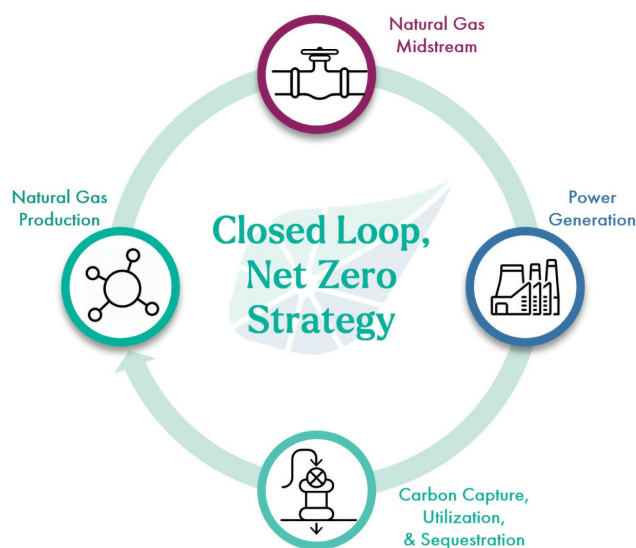 Natural Gas
Midstream
Natural Gas
Production
Power
Generation
Closed Loop,
Net Zero
Strategy
Carbon Capture,
Utilization,
& Sequestration